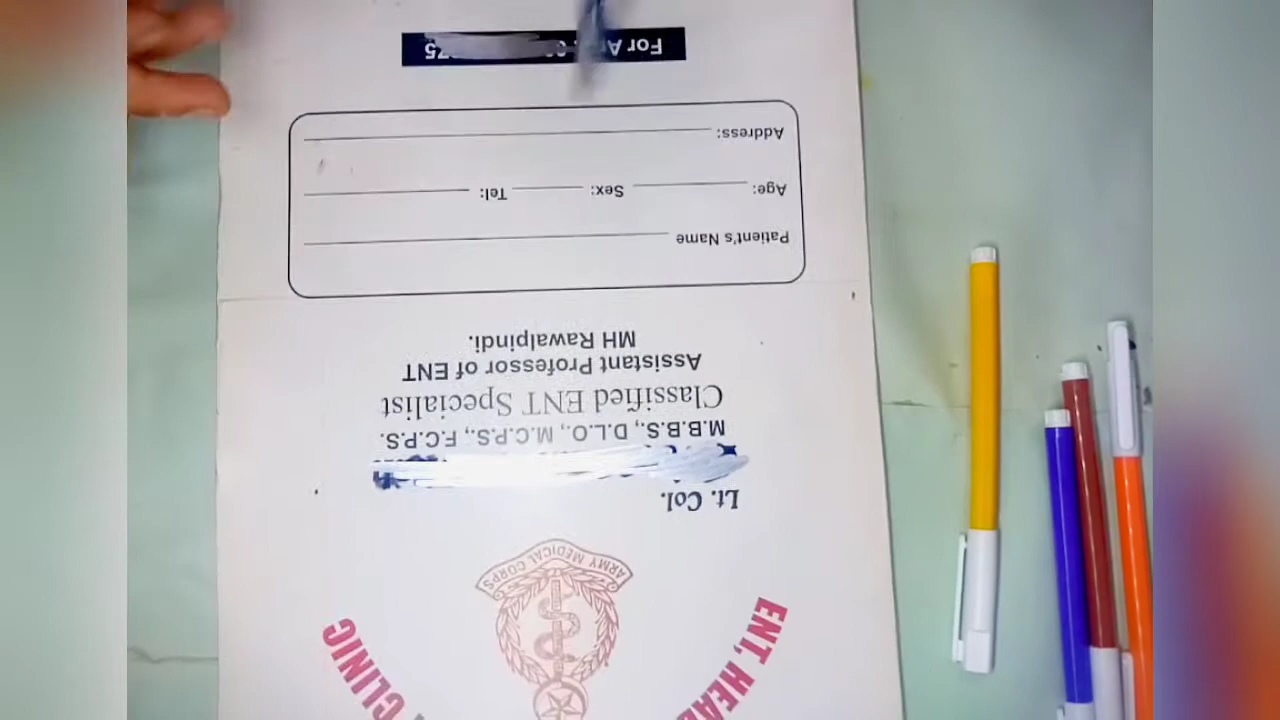 ENT,
CLINIC
ARMY MEDICAL CORPS
Lt. Col.
M.B.B.S., D.L.O., M.C.P.S., F.C.P.S.
Classified ENT Specialist
Assistant Professor of ENT
MH Rawalpindi.
Patient's Name
Age: Sex: Tel:
Address:
For 75